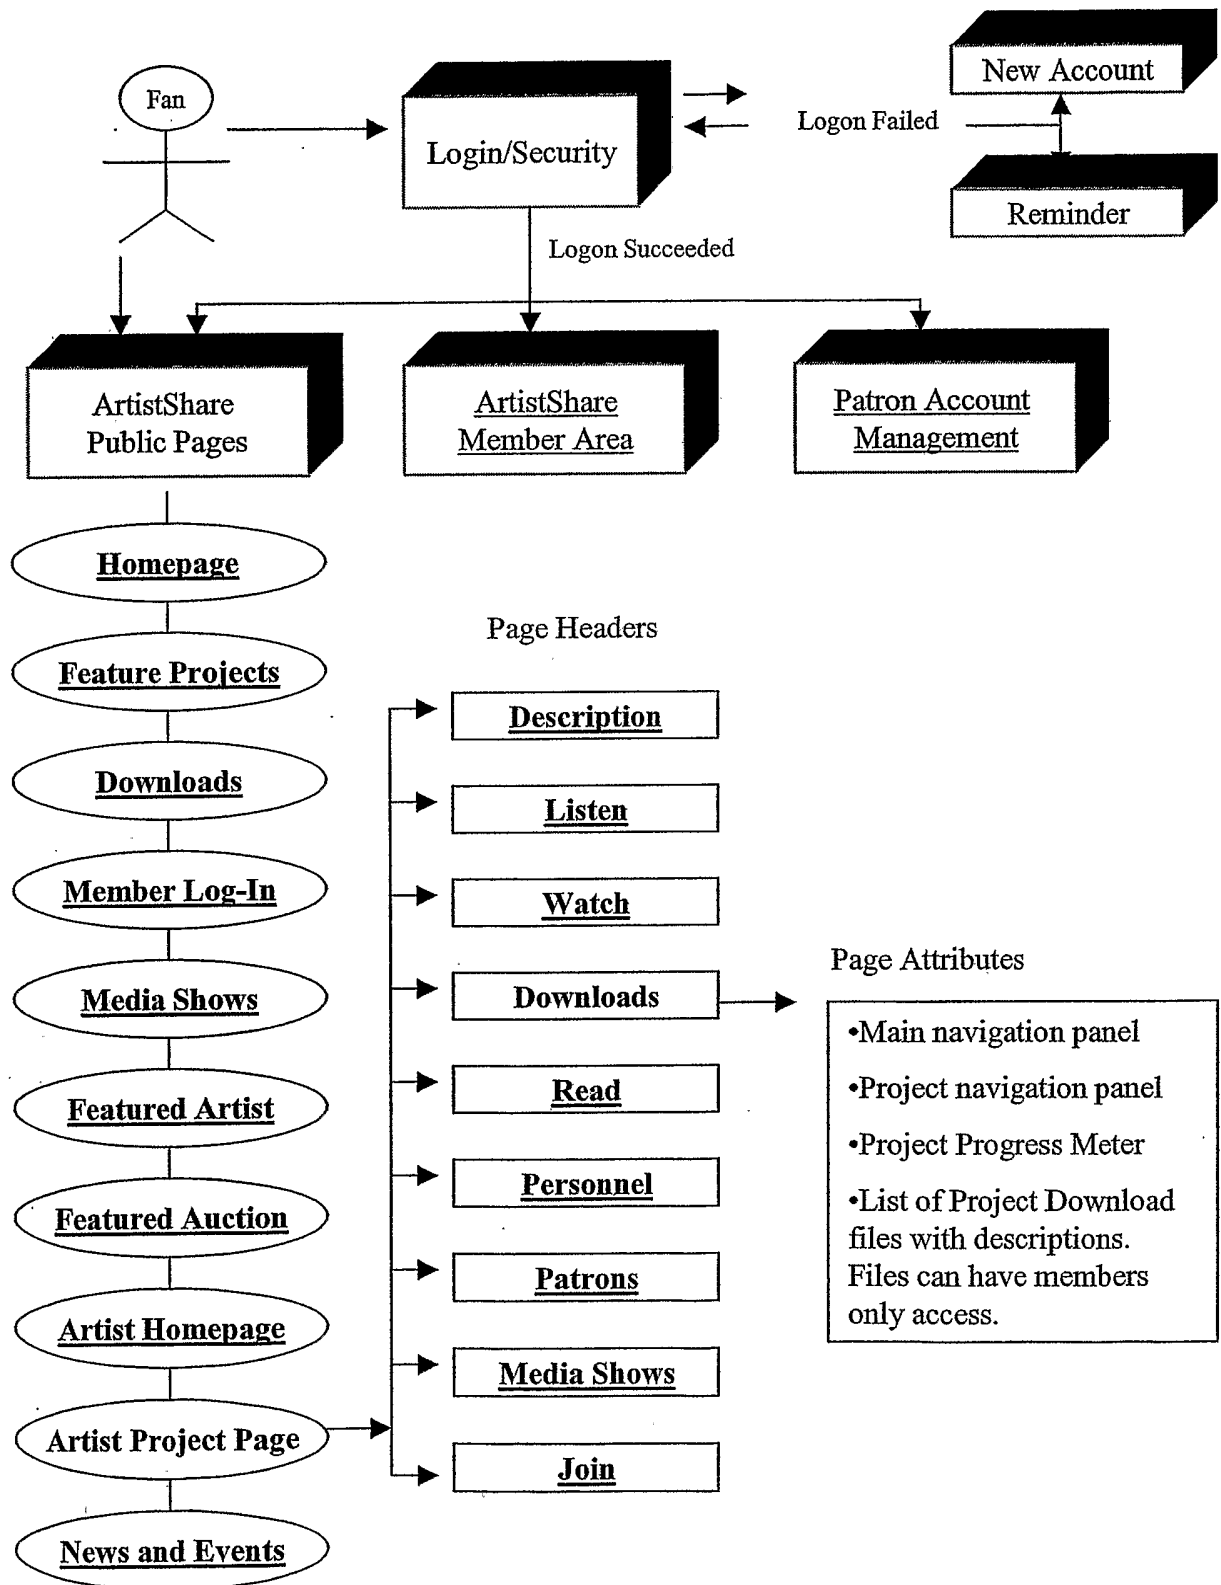 Fan
Login/Security
Logon Failed
New Account
Reminder
Logon Succeeded
ArtistShare
Public Pages
ArtistShare
Member Area
Patron Account
Management
Homepage
Feature Projects
Downloads
Member Log-In
Media Shows
Featured Artist
Featured Auction
Artist Homepage
Artist Project Page
News and Events
Page Headers
Description
Listen
Watch
Downloads
Read
Personnel
Patrons
Media Shows
Join
Page Attributes
•Main navigation panel
•Project navigation panel
•Project Progress Meter
•List of Project Download
files with descriptions.
Files can have members
only access.